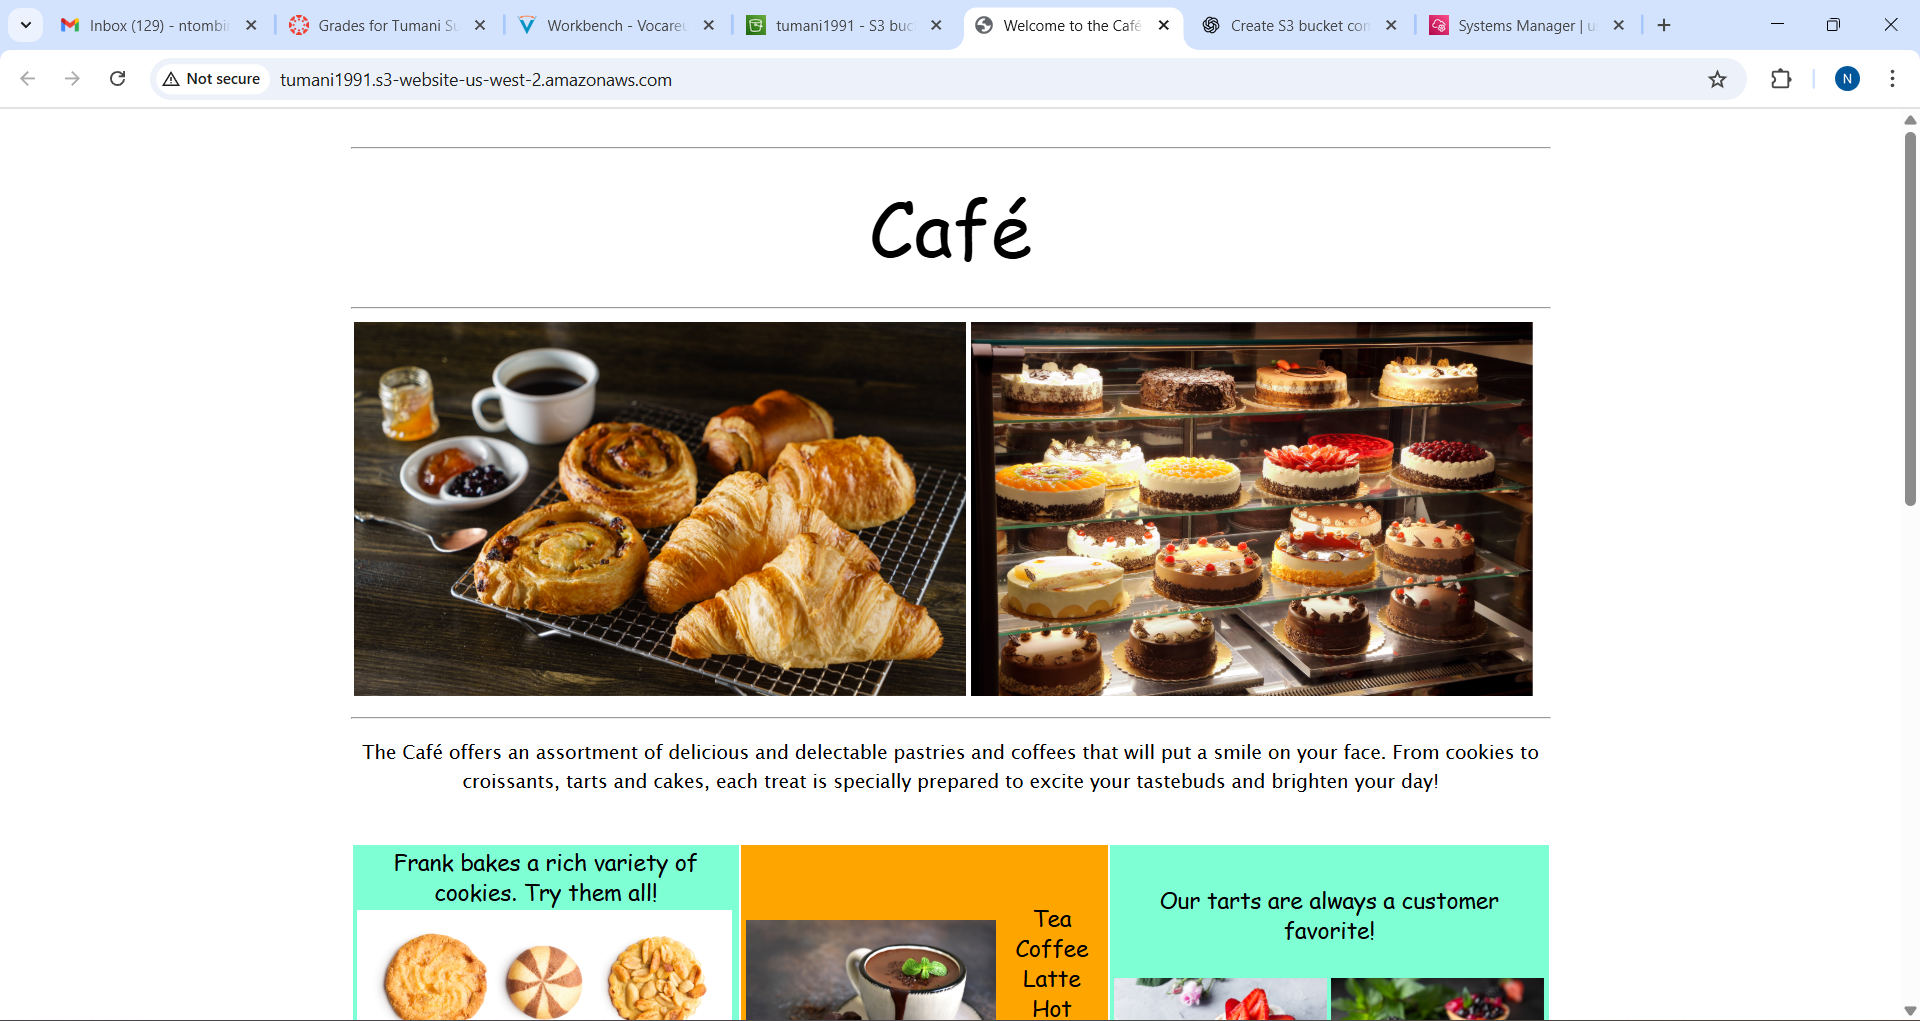 Inbox (129) - ntombi
Grades for Tumani Su
Workbench - Vocareu
tumani1991 - S3 buc
Welcome to the Café
Create S3 bucket con
Systems Manager | u
Not secure
tumani1991.s3-website-us-west-2.amazonaws.com
N
Café
The Café offers an assortment of delicious and delectable pastries and coffees that will put a smile on your face. From cookies to
croissants, tarts and cakes, each treat is specially prepared to excite your tastebuds and brighten your day!
Frank bakes a rich variety of
cookies. Try them all!
Tea
Coffee
Latte
Hot
Our tarts are always a customer
favorite!